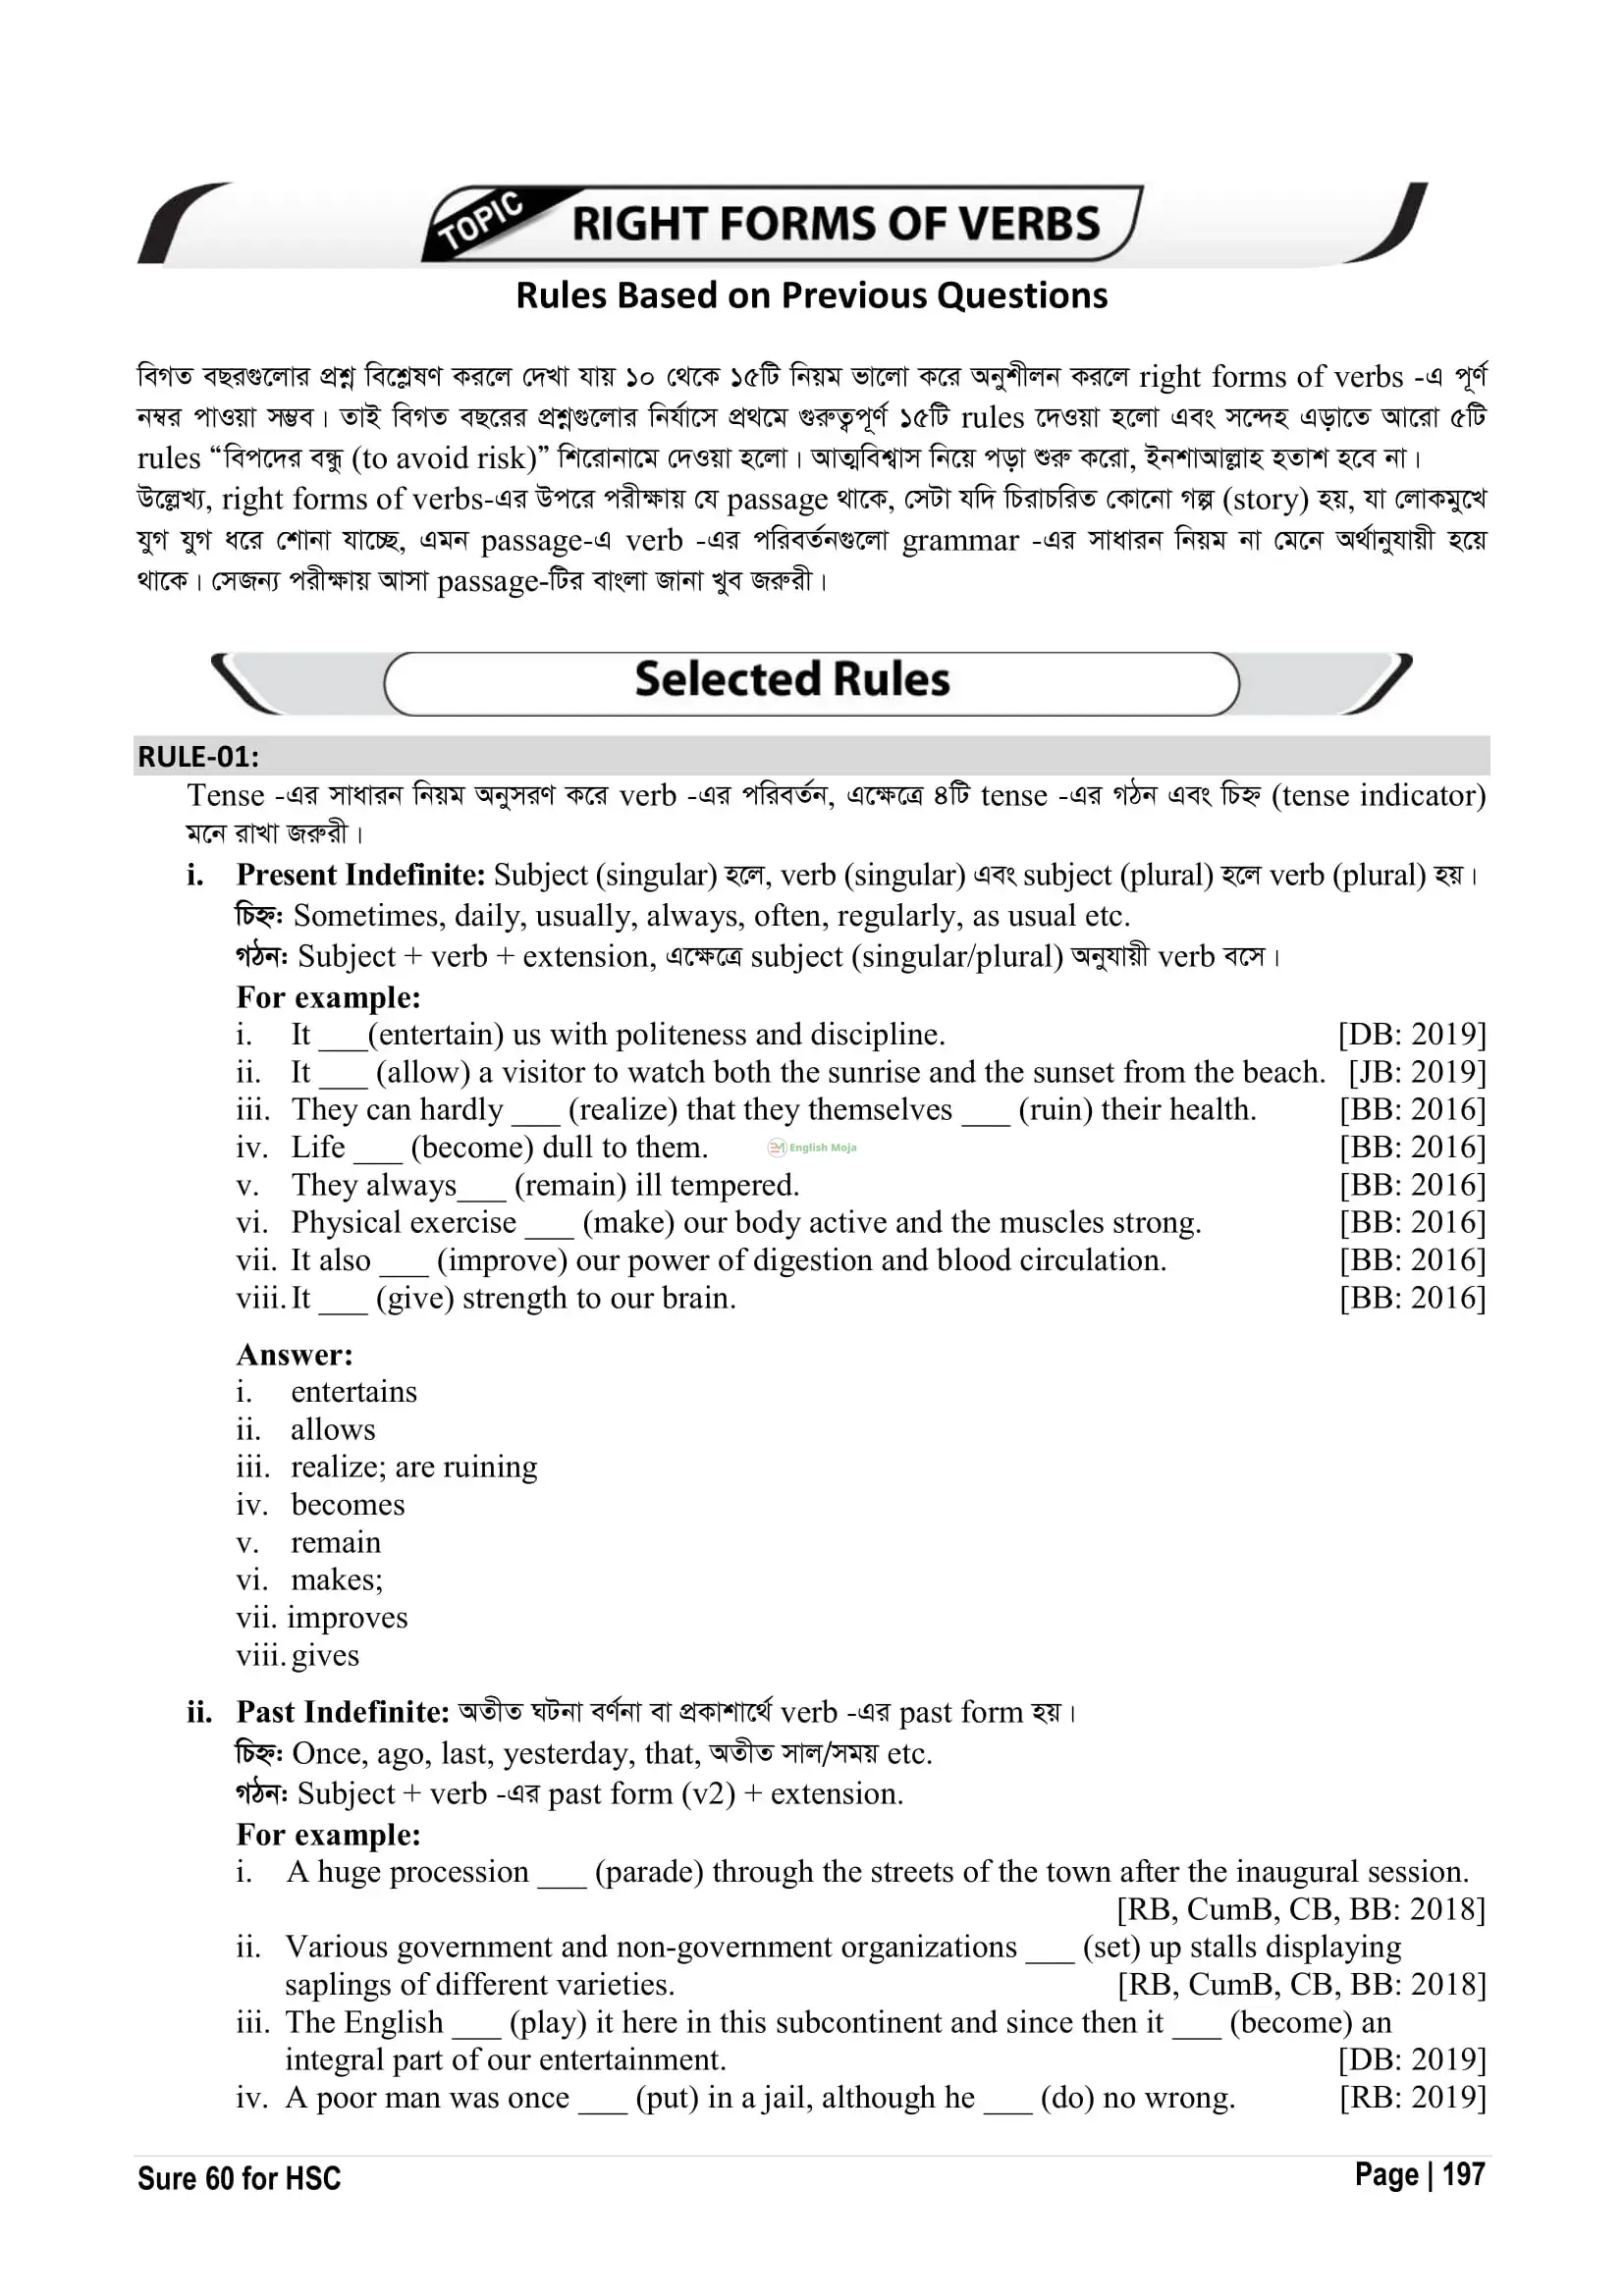 TOPIC RIGHT FORMS OF VERBS
Rules Based on Previous Questions
বিগত বছরগুলোর প্রশ্ন বিশ্লেষণ করলে দেখা যায় ১০ থেকে ১৫টি নিয়ম ভালো করে অনুশীলন করলে right forms of verbs -এ পূর্ণ
নম্বর পাওয়া সম্ভব। তাই বিগত বছরের প্রশ্নগুলোর নির্যাসে প্রথমে গুরুত্বপূর্ণ ১৫টি rules দেওয়া হলো এবং সন্দেহ এড়াতে আরো ৫টি
rules “বিপদের বন্ধু (to avoid risk)” শিরোনামে দেওয়া হলো। আত্মবিশ্বাস নিয়ে পড়া শুরু করো, ইনশাআল্লাহ হতাশ হবে না।
উল্লেখ্য, right forms of verbs-এর উপরে পরীক্ষায় যে passage থাকে, সেটা যদি চিরাচরিত কোনো গল্প (story) হয়, যা লোকমুখে
যুগ যুগ ধরে শোনা যাচ্ছে, এমন passage-এ verb -এর পরিবর্তনগুলো grammar -এর সাধারন নিয়ম না মেনে অর্থানুযায়ী হয়ে
থাকে। সেজন্য পরীক্ষায় আসা passage-টির বাংলা জানা খুব জরুরী।
Selected Rules
RULE-01:
Tense -এর সাধারন নিয়ম অনুসরণ করে verb -এর পরিবর্তন, এক্ষেত্রে ৪টি tense -এর গঠন এবং চিহ্ন (tense indicator)
মনে রাখা জরুরী।
i. Present Indefinite: Subject (singular) হলে, verb (singular) এবং subject (plural) হলে verb (plural) হয়।
চিহ্ন: Sometimes, daily, usually, always, often, regularly, as usual etc.
গঠন: Subject + verb + extension, এক্ষেত্রে subject (singular/plural) অনুযায়ী verb বসে।
For example:
i. It ___(entertain) us with politeness and discipline. [DB: 2019]
ii. It ___ (allow) a visitor to watch both the sunrise and the sunset from the beach. [JB: 2019]
iii. They can hardly ___ (realize) that they themselves ___ (ruin) their health. [BB: 2016]
iv. Life ___ (become) dull to them. EM English Moja [BB: 2016]
v. They always___ (remain) ill tempered. [BB: 2016]
vi. Physical exercise ___ (make) our body active and the muscles strong. [BB: 2016]
vii. It also ___ (improve) our power of digestion and blood circulation. [BB: 2016]
viii. It ___ (give) strength to our brain. [BB: 2016]
Answer:
i. entertains
ii. allows
iii. realize; are ruining
iv. becomes
v. remain
vi. makes;
vii. improves
viii. gives
ii. Past Indefinite: অতীত ঘটনা বর্ণনা বা প্রকাশার্থে verb -এর past form হয়।
চিহ্ন: Once, ago, last, yesterday, that, অতীত সাল/সময় etc.
গঠন: Subject + verb -এর past form (v2) + extension.
For example:
i. A huge procession ___ (parade) through the streets of the town after the inaugural session.
[RB, CumB, CB, BB: 2018]
ii. Various government and non-government organizations ___ (set) up stalls displaying
saplings of different varieties. [RB, CumB, CB, BB: 2018]
iii. The English ___ (play) it here in this subcontinent and since then it ___ (become) an
integral part of our entertainment. [DB: 2019]
iv. A poor man was once ___ (put) in a jail, although he ___ (do) no wrong. [RB: 2019]
Sure 60 for HSC Page | 197